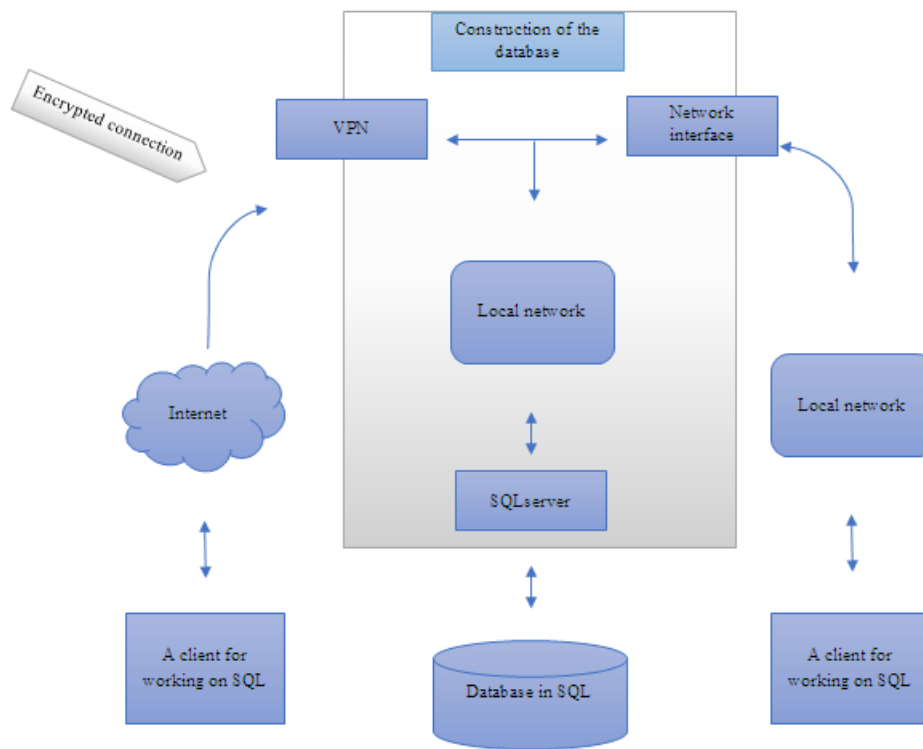 Construction of the
database
Encrypted connection
VPN
Network
interface
Local network
Internet
Local network
SQLserver
A client for
working on SQL
Database in SQL
A client for
working on SQL